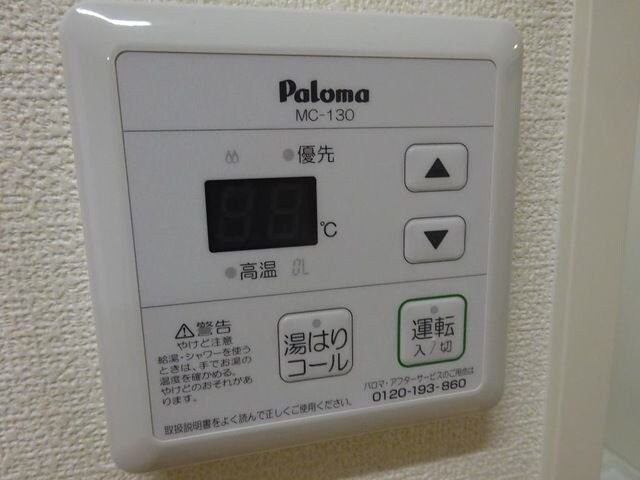 Paloma
MC-130
優先
℃
高温
警告
やけど注意
給湯・シャワーを使う
ときは、手でお湯の
温度を確かめる。
やけどのおそれがあ
ります。
湯はり
コール
運転
入/切
パロマ・アフターサービスのご用命は
0120-193-860
取扱説明書をよく読んで正しくご使用ください。